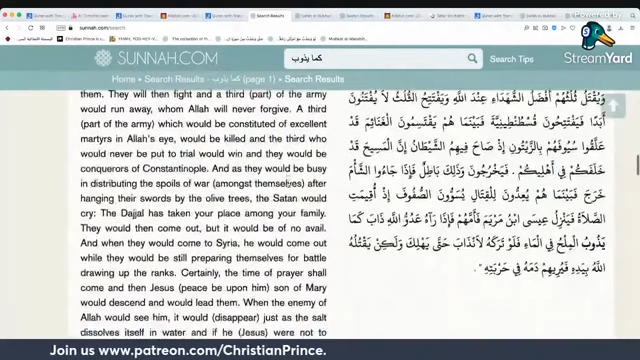 Search Results
sunnah.com/search
Powered by
StreamYard
SUNNAH.COM
كما يذوب
Search Tips
Home » Search Results - كما يذوب (page 1) » Search Results
them. They will then fight and a third (part) of the army
would run away, whom Allah will never forgive. A third
(part of the army) which would be constituted of excellent
martyrs in Allah's eye, would be killed and the third who
would never be put to trial would win and they would be
conquerors of Constantinople. And as they would be busy
in distributing the spoils of war (amongst themselves) after
hanging their swords by the olive trees, the Satan would
cry: The Dajjal has taken your place among your family.
They would then come out, but it would be of no avail.
And when they would come to Syria, he would come out
while they would be still preparing themselves for battle
drawing up the ranks. Certainly, the time of prayer shall
come and then Jesus (peace be upon him) son of Mary
would descend and would lead them. When the enemy of
Allah would see him, it would (disappear) just as the salt
dissolves itself in water and if he (Jesus) were not to
وَيُقْتَلُ ثُلُثُهُمْ أَفْضَلُ الشُّهَدَاءِ عِنْدَ اللَّهِ وَيَفْتَتِحُ الثُّلُثُ لاَ يُفْتَنُونَ
أَبَدًا فَيَفْتَتِحُونَ قُسْطُنْطِينِيَّةَ فَبَيْنَمَا هُمْ يَقْتَسِمُونَ الْغَنَائِمَ قَدْ
عَلَّقُوا سُيُوفَهُمْ بِالزَّيْتُونِ إِذْ صَاحَ فِيهِمُ الشَّيْطَانُ إِنَّ الْمَسِيحَ قَدْ
خَلَفَكُمْ فِي أَهْلِيكُمْ . فَيَخْرُجُونَ وَذَلِكَ بَاطِلٌ فَإِذَا جَاءُوا الشَّأْمَ
خَرَجَ فَبَيْنَمَا هُمْ يُعِدُّونَ لِلْقِتَالِ يُسَوُّونَ الصُّفُوفَ إِذْ أُقِيمَتِ
الصَّلاَةُ فَيَنْزِلُ عِيسَى ابْنُ مَرْيَمَ فَأَمَّهُمْ فَإِذَا رَآهُ عَدُوُّ اللَّهِ ذَابَ كَمَا
يَذُوبُ الْمِلْحُ فِي الْمَاءِ فَلَوْ تَرَكَهُ لاَنْذَابَ حَتَّى يَهْلِكَ وَلَكِنْ يَقْتُلُهُ
اللَّهُ بِيَدِهِ فَيُرِيهِمْ دَمَهُ فِي حَرْبَتِهِ " .
Join us www.patreon.com/ChristianPrince.